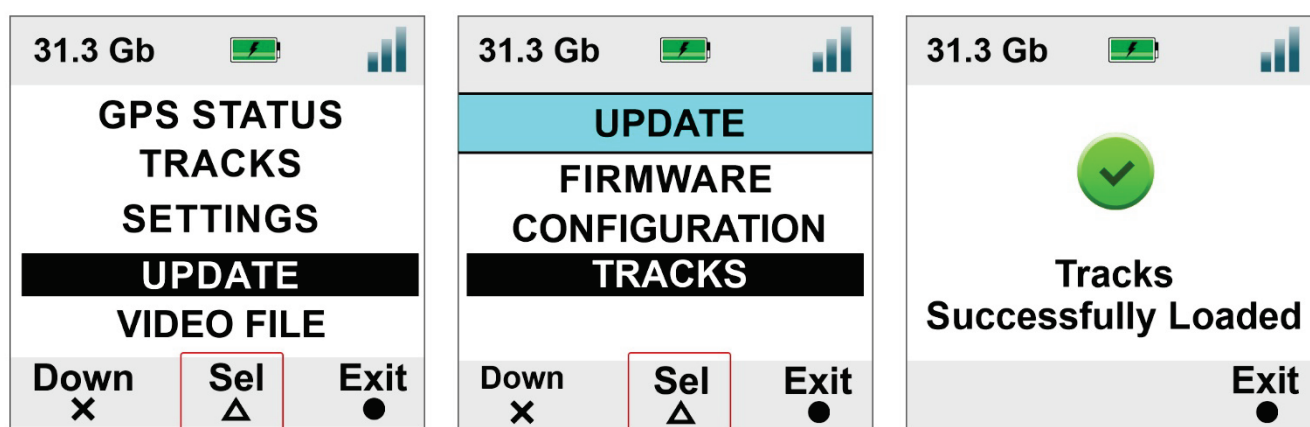 31.3 Gb
GPS STATUS
TRACKS
SETTINGS
UPDATE
VIDEO FILE
Down Sel Exit
31.3 Gb
UPDATE
FIRMWARE
CONFIGURATION
TRACKS
Down Sel Exit
31.3 Gb
Tracks
Successfully Loaded
Exit